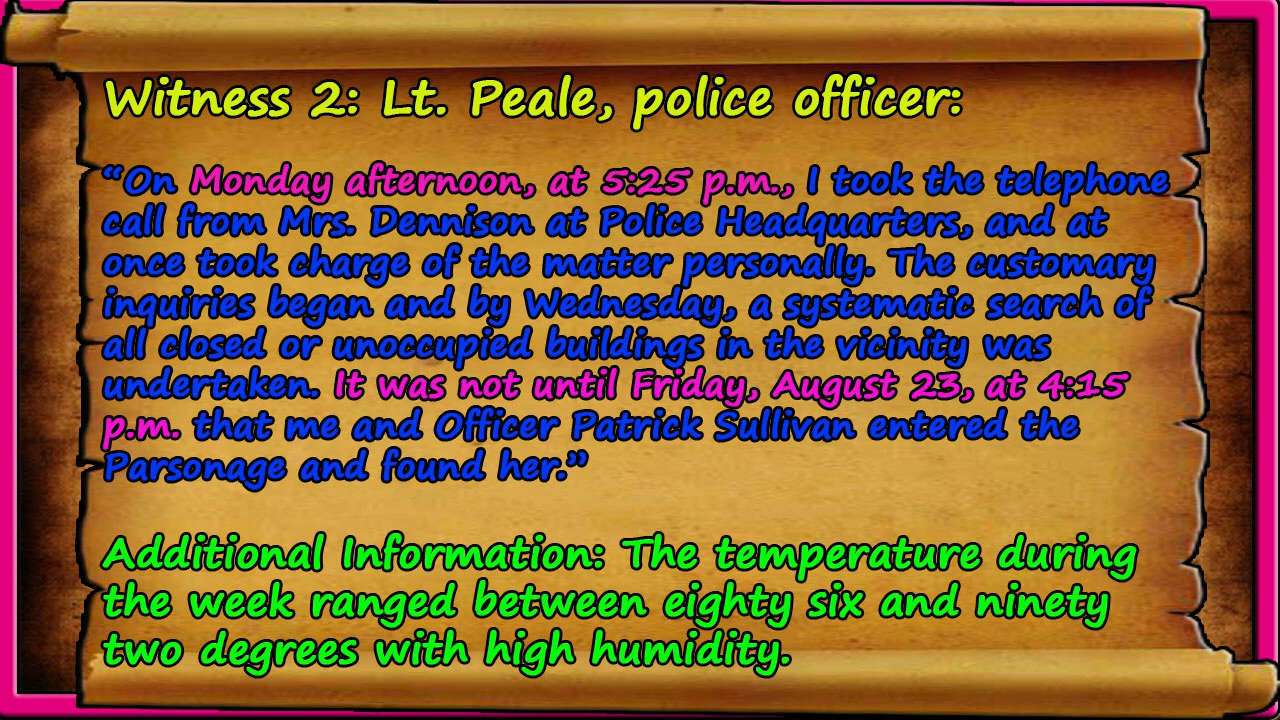 Witness 2: Lt. Peale, police officer:
“On Monday afternoon, at 5:25 p.m., I took the telephone
call from Mrs. Dennison at Police Headquarters, and at
once took charge of the matter personally. The customary
inquiries began and by Wednesday, a systematic search of
all closed or unoccupied buildings in the vicinity was
undertaken. It was not until Friday, August 23, at 4:15
p.m. that me and Officer Patrick Sullivan entered the
Parsonage and found her.”
Additional Information: The temperature during
the week ranged between eighty six and ninety
two degrees with high humidity.